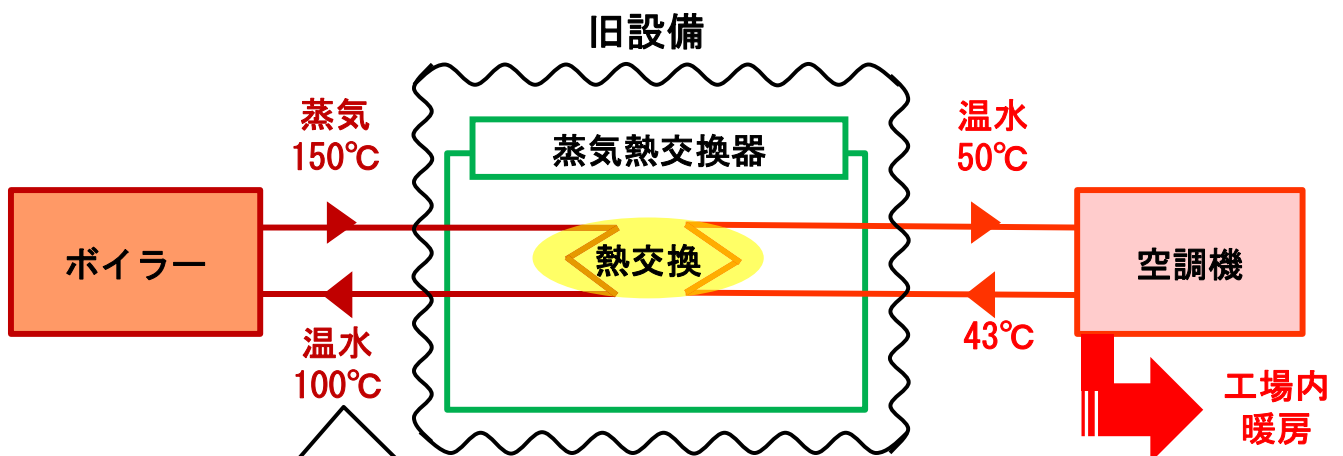 旧設備
蒸気
150℃
蒸気熱交換器
温水
50℃
ボイラー
熱交換
空調機
温水
100℃
43℃
工場内
暖房